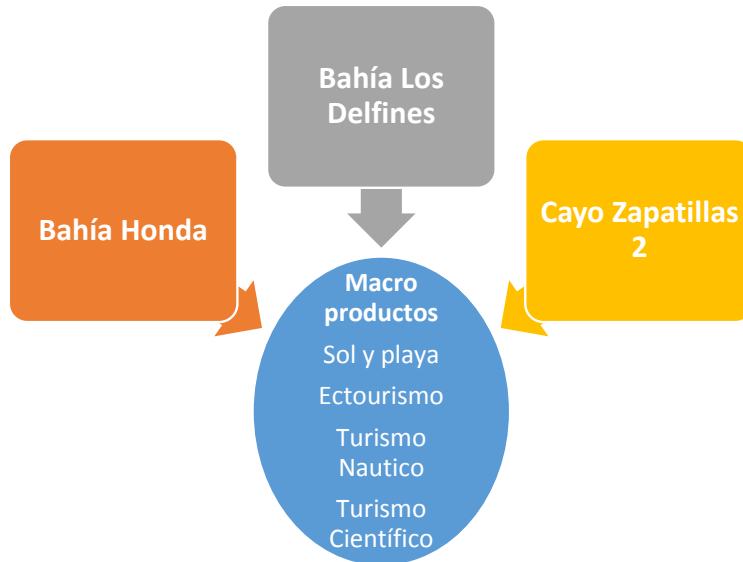 Bahía Los
Delfines
Bahía Honda
Cayo Zapatillas
2
Macro
productos
Sol y playa
Ectourismo
Turismo
Nautico
Turismo
Científico